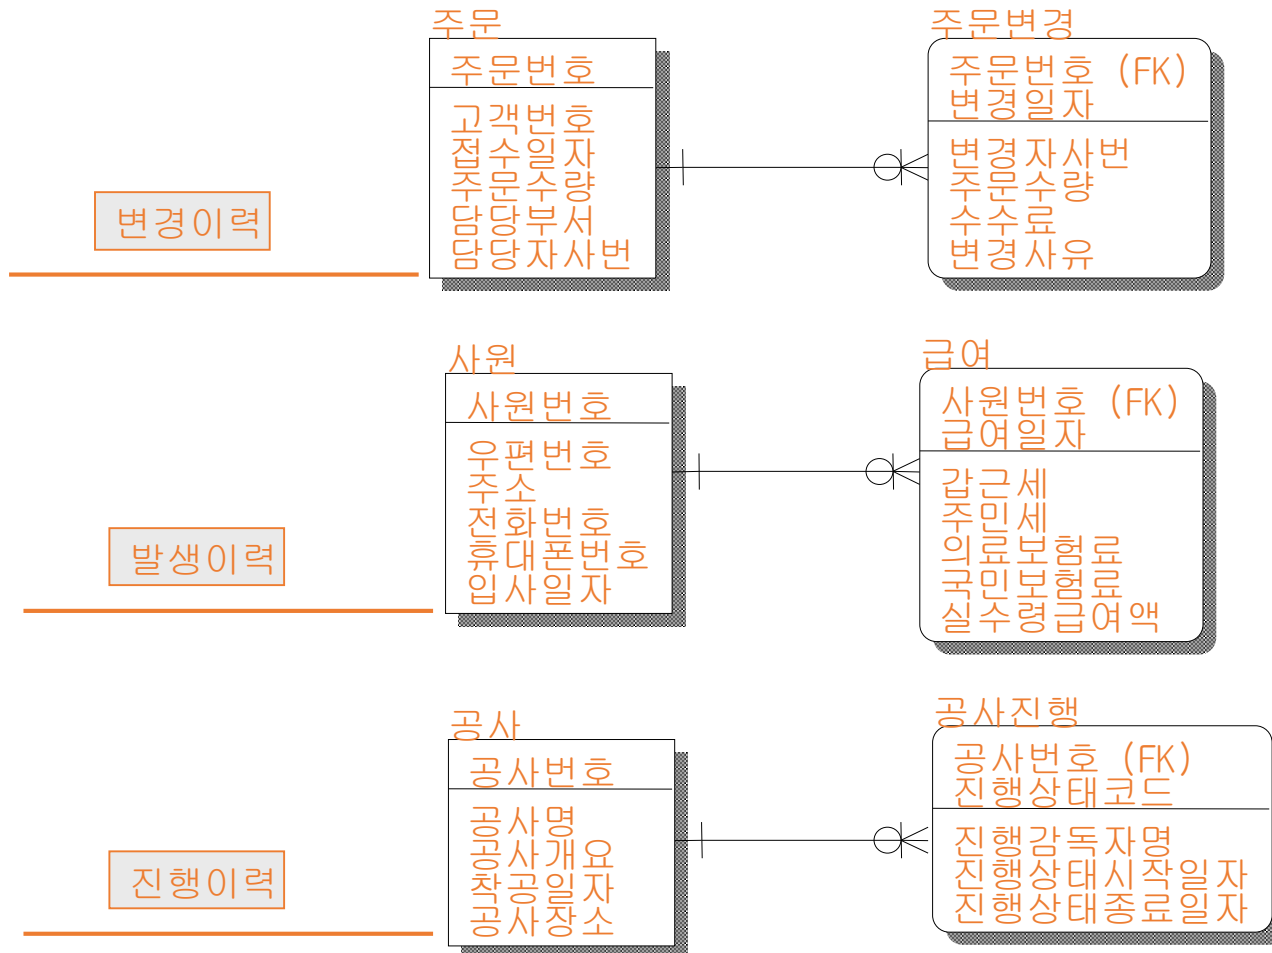 변경이력
주문
주문번호
고객번호
접수일자
주문수량
담당부서
담당자사번
주문변경
주문번호 (FK)
변경일자
변경자사번
주문수량
수수료
변경사유
발생이력
사원
사원번호
우편번호
주소
전화번호
휴대폰번호
입사일자
급여
사원번호 (FK)
급여일자
갑근세
주민세
의료보험료
국민보험료
실수령급여액
진행이력
공사
공사번호
공사명
공사개요
착공일자
공사장소
공사진행
공사번호 (FK)
진행상태코드
진행감독자명
진행상태시작일자
진행상태종료일자